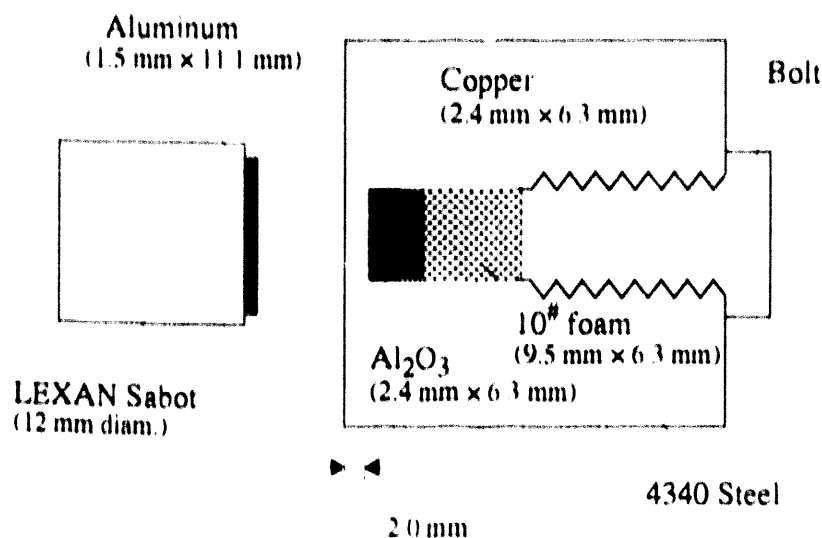 Aluminum
(1.5 mm × 11.1 mm)
Copper
(2.4 mm × 6.3 mm)
Bolt
10# foam
(9.5 mm × 6.3 mm)
Al₂O₃
(2.4 mm × 6.3 mm)
LEXAN Sabot
(12 mm diam.)
4340 Steel
2.0 mm